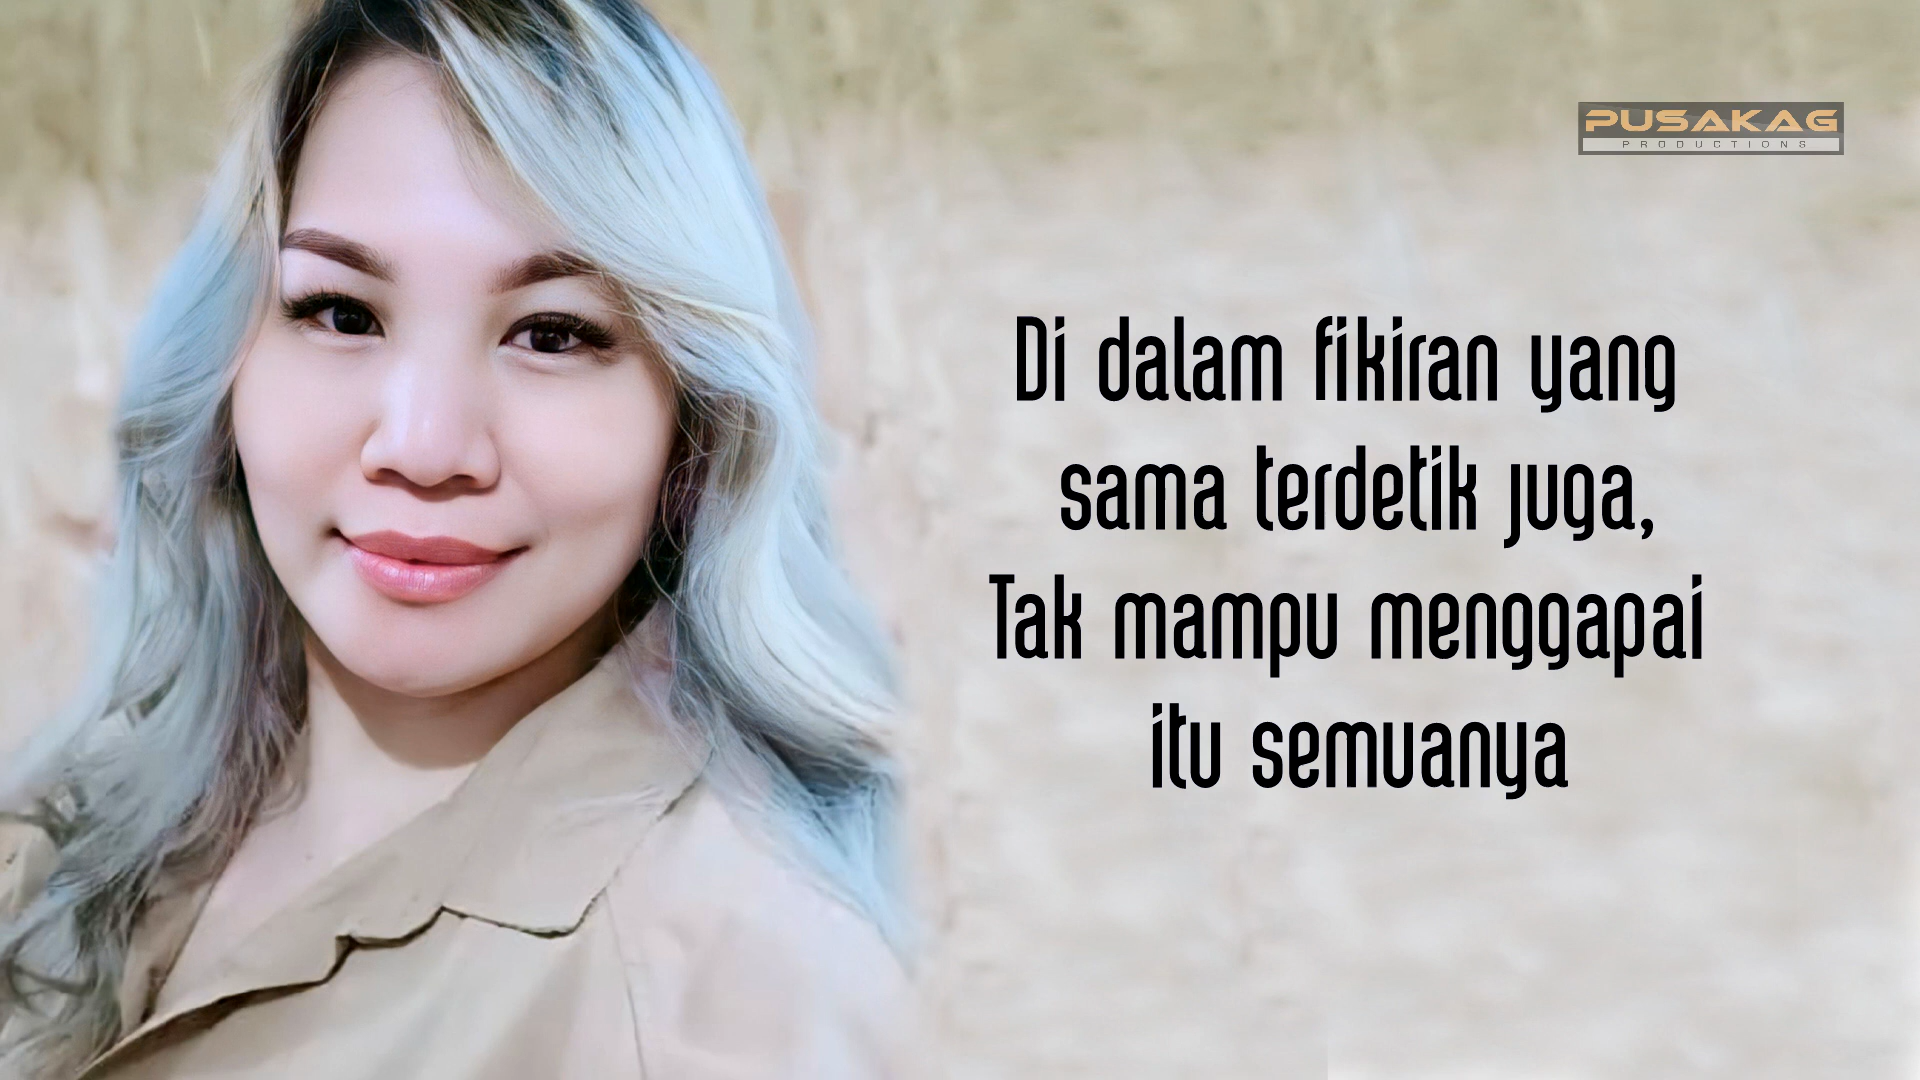 PUSAKAG
PRODUCTIONS
Di dalam fikiran yang
sama terdetik juga,
Tak mampu menggapai
itu semuanya